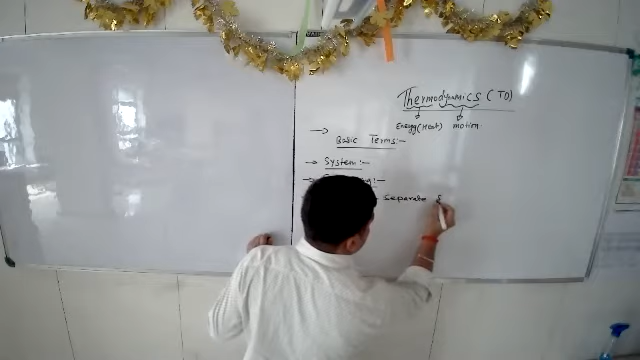 Thermodynamics (TD)
Energy(Heat) motion
→ Basic Terms:-
→ System:-
→
Separate